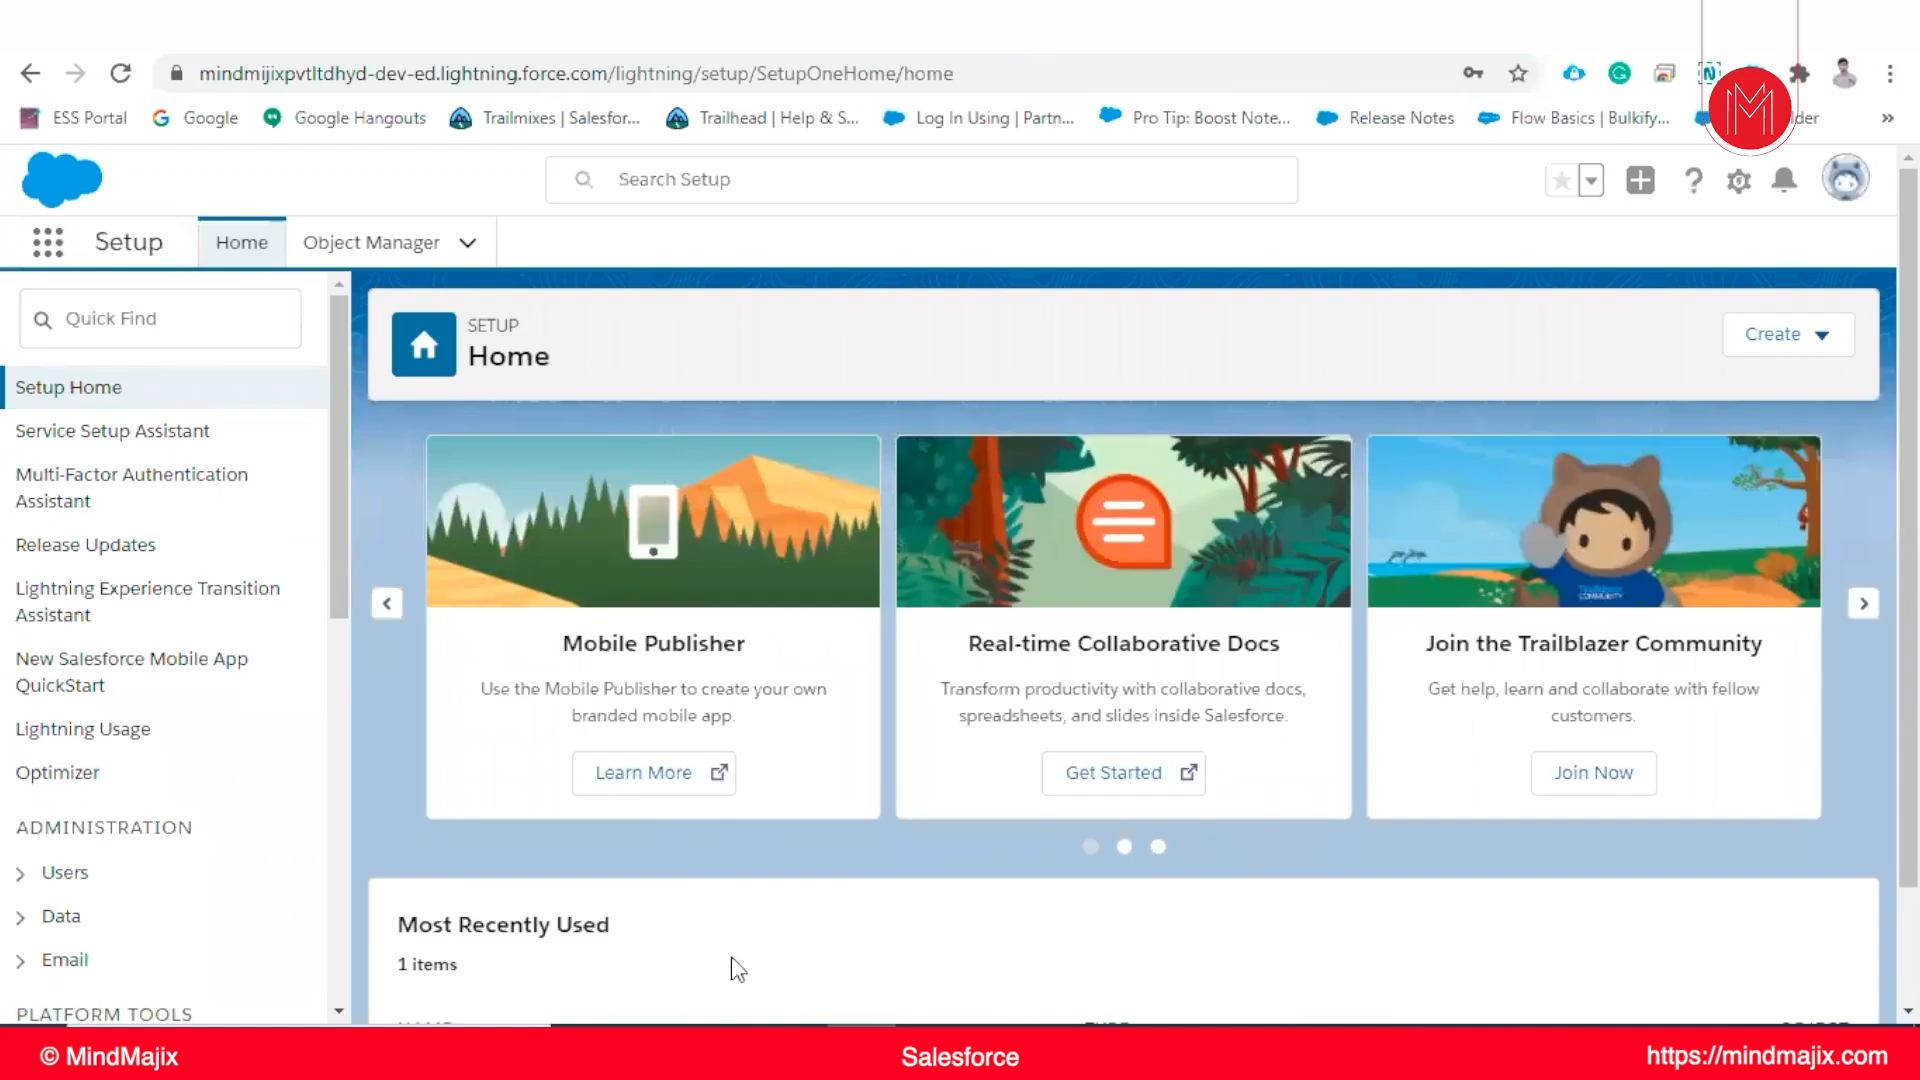 mindmijixpvtltdhyd-dev-ed.lightning.force.com/lightning/setup/SetupOneHome/home
ESS Portal
Google
Google Hangouts
Trailmixes | Salesfor...
Trailhead | Help & S...
Log In Using | Partn...
Pro Tip: Boost Note...
Release Notes
Flow Basics | Bulkify...
lder
»
Search Setup
Setup
Home
Object Manager
Quick Find
SETUP
Home
Create
Setup Home
Service Setup Assistant
Multi-Factor Authentication
Assistant
Release Updates
Lightning Experience Transition
Assistant
New Salesforce Mobile App
QuickStart
Lightning Usage
Optimizer
ADMINISTRATION
Users
Data
Email
PLATFORM TOOLS
Mobile Publisher
Use the Mobile Publisher to create your own
branded mobile app.
Learn More
Real-time Collaborative Docs
Transform productivity with collaborative docs,
spreadsheets, and slides inside Salesforce.
Get Started
COMMUNITY
Join the Trailblazer Community
Get help, learn and collaborate with fellow
customers.
Join Now
Most Recently Used
1 items
© MindMajix
Salesforce
https://mindmajix.com